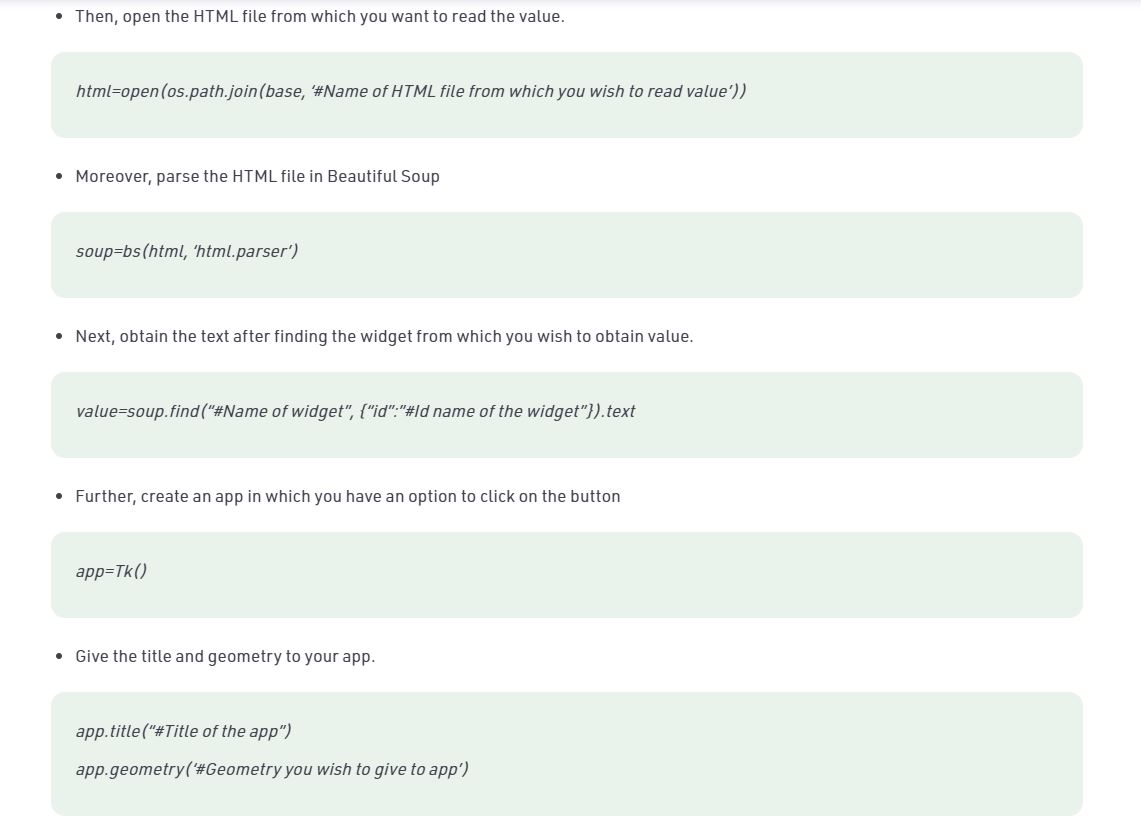 • Then, open the HTML file from which you want to read the value.
html=open(os.path.join(base, ‘#Name of HTML file from which you wish to read value’))
• Moreover, parse the HTML file in Beautiful Soup
soup=bs(html, ‘html.parser’)
• Next, obtain the text after finding the widget from which you wish to obtain value.
value=soup.find(“#Name of widget”, {“id”:”#Id name of the widget”}).text
• Further, create an app in which you have an option to click on the button
app=Tk()
• Give the title and geometry to your app.
app.title(“#Title of the app”)
app.geometry(‘#Geometry you wish to give to app’)